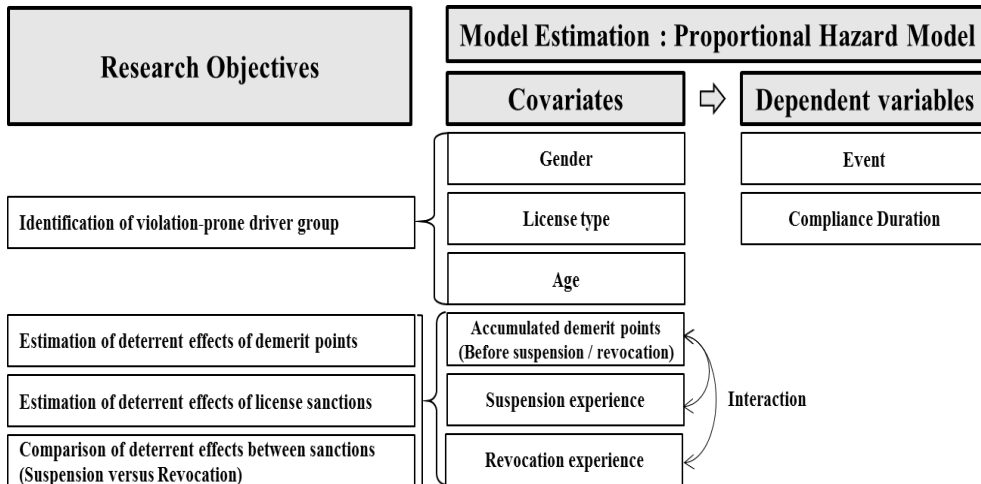 Research Objectives
Model Estimation : Proportional Hazard Model
Covariates
Dependent variables
Gender
Event
Identification of violation-prone driver group
License type
Compliance Duration
Age
Estimation of deterrent effects of demerit points
Accumulated demerit points
(Before suspension / revocation)
Estimation of deterrent effects of license sanctions
Suspension experience
Interaction
Comparison of deterrent effects between sanctions
(Suspension versus Revocation)
Revocation experience